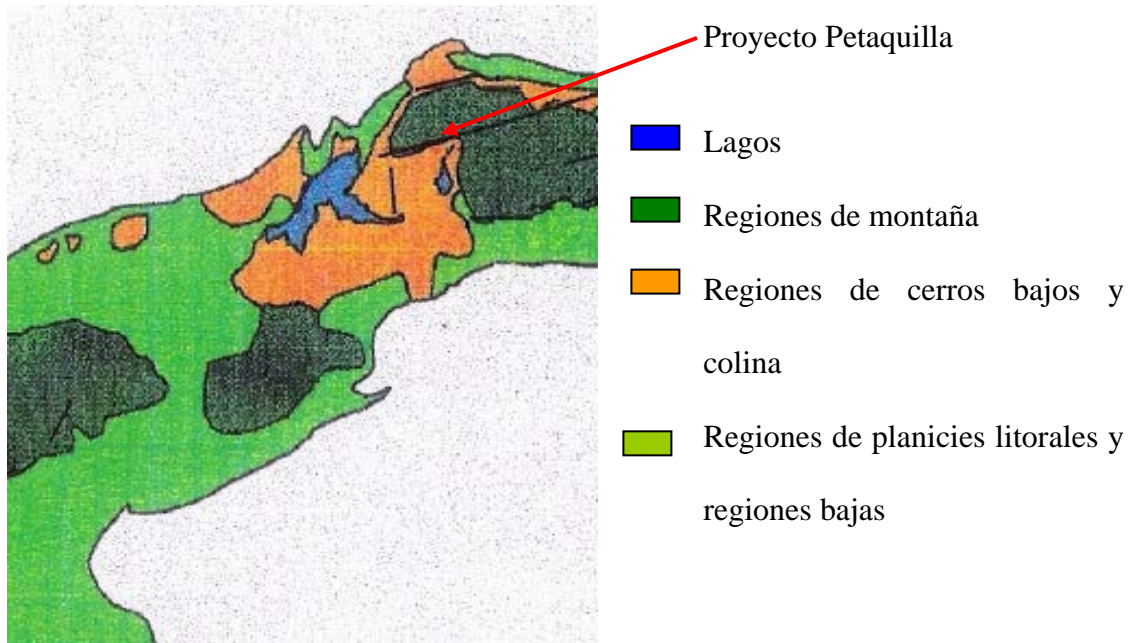 Proyecto Petaquilla
Lagos
Regiones de montaña
Regiones de cerros bajos y
colina
Regiones de planicies litorales y
regiones bajas